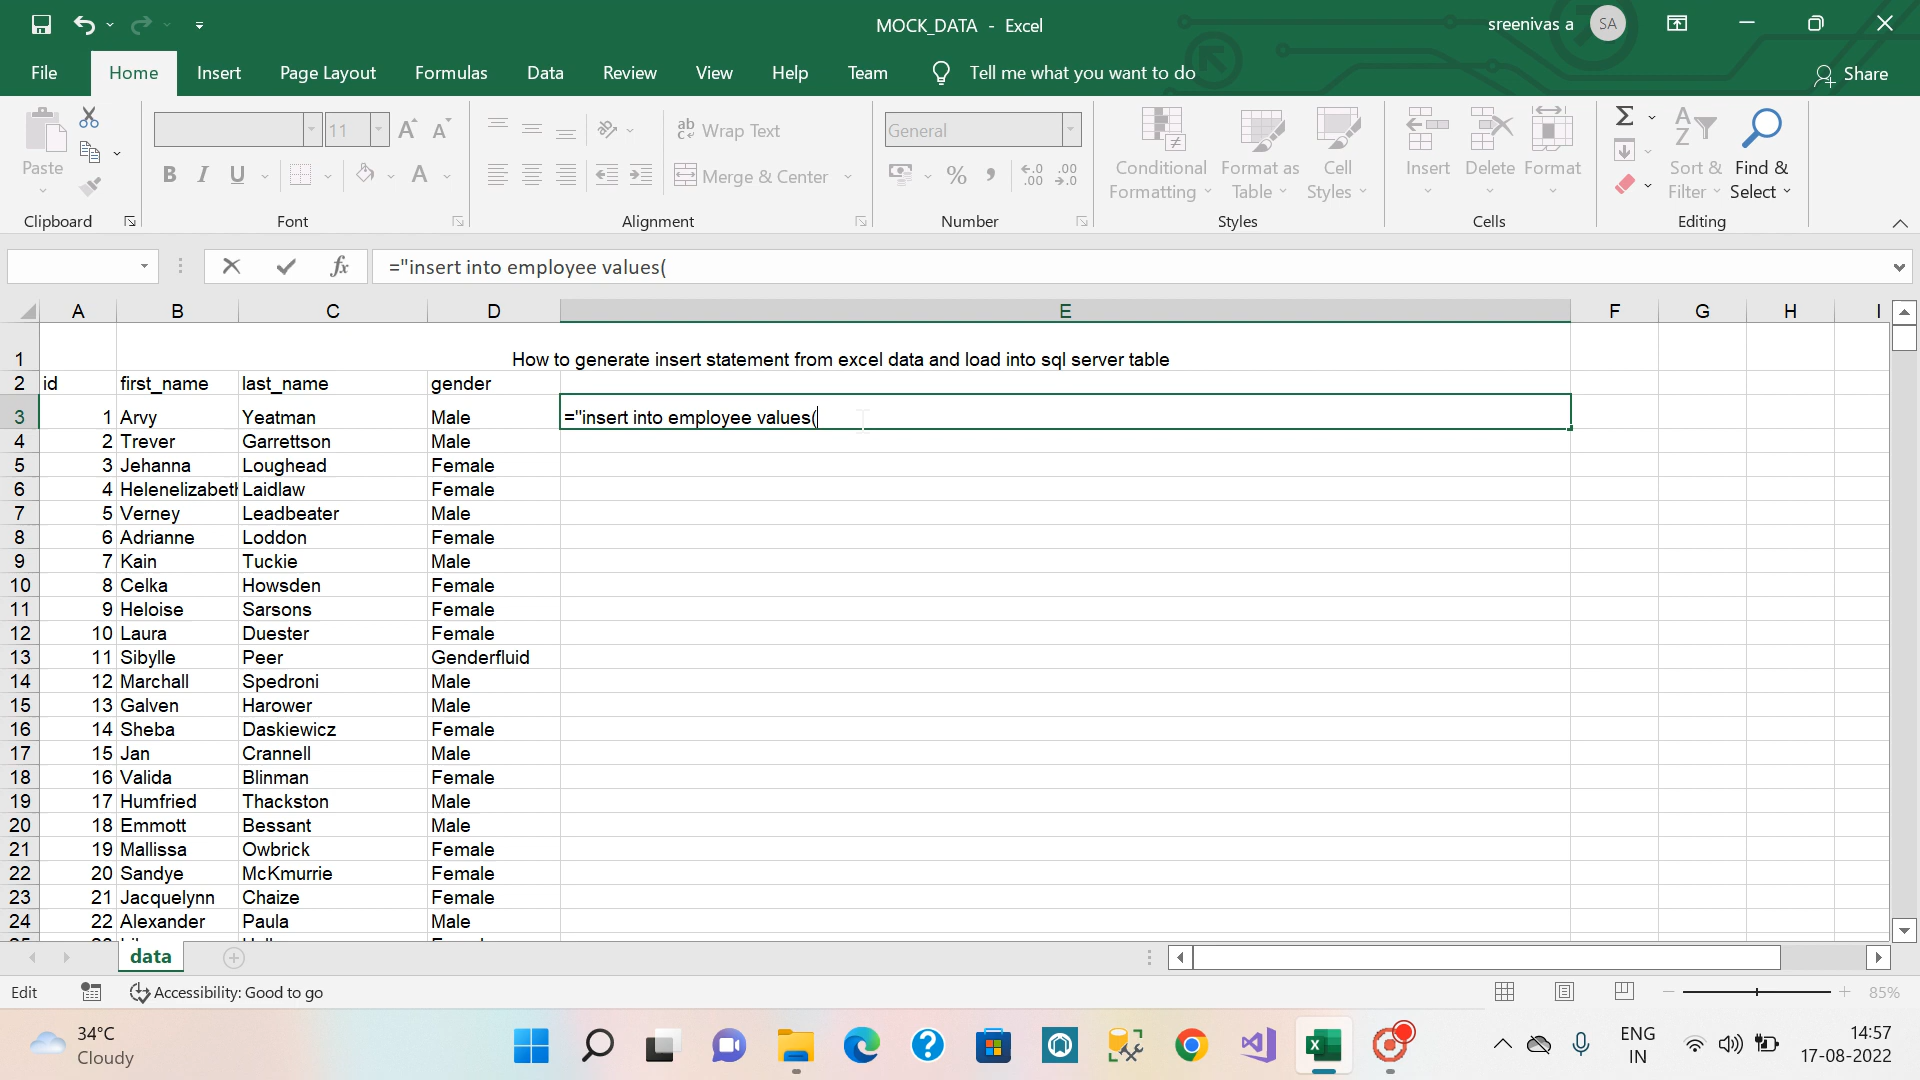 MOCK_DATA - Excel
sreenivas a SA
File Home Insert Page Layout Formulas Data Review View Help Team Tell me what you want to do Share
11 ab Wrap Text General
Paste B I U A Merge & Center % Conditional Formatting Format as Table Cell Styles Insert Delete Format Sort & Filter Find & Select
Clipboard Font Alignment Number Styles Cells Editing
fx ="insert into employee values(
A B C D E F G H I
1 How to generate insert statement from excel data and load into sql server table
2 id first_name last_name gender
3 1 Arvy Yeatman Male ="insert into employee values(
4 2 Trever Garrettson Male
5 3 Jehanna Loughead Female
6 4 Helenelizabeth Laidlaw Female
7 5 Verney Leadbeater Male
8 6 Adrianne Loddon Female
9 7 Kain Tuckie Male
10 8 Celka Howsden Female
11 9 Heloise Sarsons Female
12 10 Laura Duester Female
13 11 Sibylle Peer Genderfluid
14 12 Marchall Spedroni Male
15 13 Galven Harower Male
16 14 Sheba Daskiewicz Female
17 15 Jan Crannell Male
18 16 Valida Blinman Female
19 17 Humfried Thackston Male
20 18 Emmott Bessant Male
21 19 Mallissa Owbrick Female
22 20 Sandye McKmurrie Female
23 21 Jacquelynn Chaize Female
24 22 Alexander Paula Male
data
Edit Accessibility: Good to go 85%
34°C
Cloudy
ENG
IN
14:57
17-08-2022